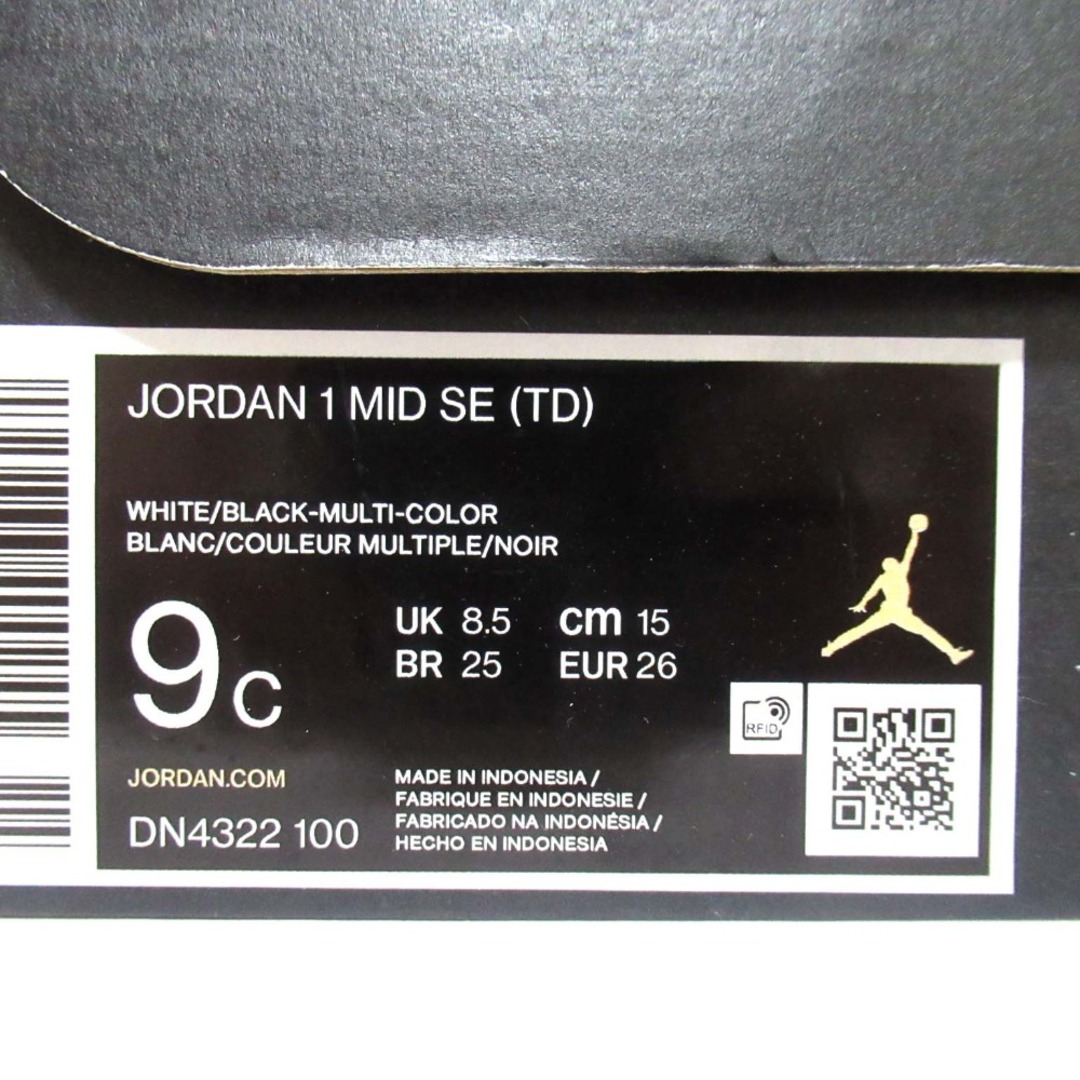 JORDAN 1 MID SE (TD)
WHITE/BLACK-MULTI-COLOR
BLANC/COULEUR MULTIPLE/NOIR
9c
UK 8.5 cm 15
BR 25 EUR 26
RFID
JORDAN.COM
DN4322 100
MADE IN INDONESIA /
FABRIQUE EN INDONESIE /
FABRICADO NA INDONÉSIA /
HECHO EN INDONESIA